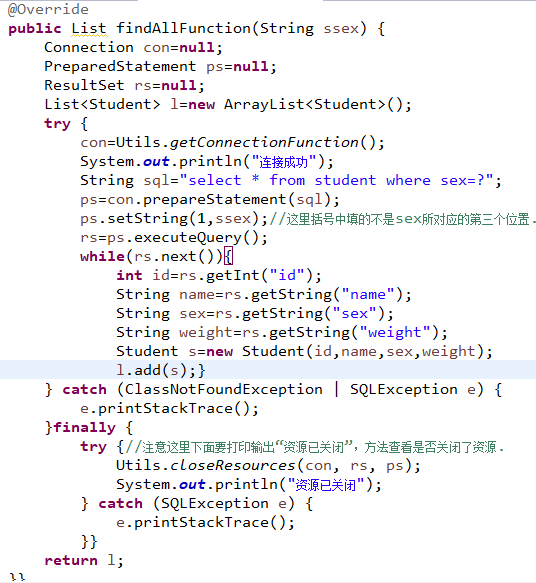 @Override
public List findAllFunction(String ssex) {
    Connection con=null;
    PreparedStatement ps=null;
    ResultSet rs=null;
    List<Student> l=new ArrayList<Student>();
    try {
        con=Utils.getConnectionFunction();
        System.out.println("连接成功");
        String sql="select * from student where sex=?";
        ps=con.prepareStatement(sql);
        ps.setString(1,ssex);//这里括号中填的不是sex所对应的第三个位置.
        rs=ps.executeQuery();
        while(rs.next()){
            int id=rs.getInt("id");
            String name=rs.getString("name");
            String sex=rs.getString("sex");
            String weight=rs.getString("weight");
            Student s=new Student(id,name,sex,weight);
            l.add(s);}
    } catch (ClassNotFoundException | SQLException e) {
        e.printStackTrace();
    }finally {
        try {//注意这里下面要打印输出“资源已关闭”，方法查看是否关闭了资源.
            Utils.closeResources(con, rs, ps);
            System.out.println("资源已关闭");
        } catch (SQLException e) {
            e.printStackTrace();
        }}
    return l;
}}